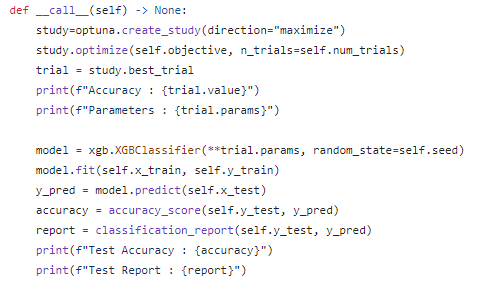 def __call__(self) -> None:
    study=optuna.create_study(direction="maximize")
    study.optimize(self.objective, n_trials=self.num_trials)
    trial = study.best_trial
    print(f"Accuracy : {trial.value}")
    print(f"Parameters : {trial.params}")

    model = xgb.XGBClassifier(**trial.params, random_state=self.seed)
    model.fit(self.x_train, self.y_train)
    y_pred = model.predict(self.x_test)
    accuracy = accuracy_score(self.y_test, y_pred)
    report = classification_report(self.y_test, y_pred)
    print(f"Test Accuracy : {accuracy}")
    print(f"Test Report : {report}")